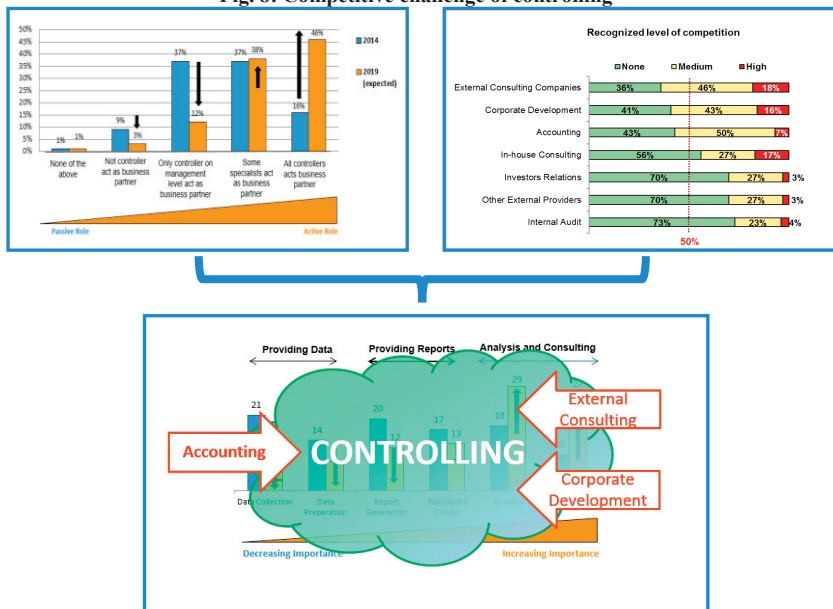 Fig. 8: Competitive challenge of controlling
50%
45%
40%
35%
30%
25%
20%
15%
10%
5%
0%
1%
1%
9%
3%
37%
12%
37%
38%
16%
46%
2014
2019
(expected)
None of the
above
Not controller
act as business
partner
Only controller on
management
level act as
business partner
Some
specialists act
as business
partner
All controllers
acts business
partner
Passive Role
Active Role
Recognized level of competition
None
Medium
High
External Consulting Companies
36%
46%
18%
Corporate Development
41%
43%
16%
Accounting
43%
50%
7%
In-house Consulting
56%
27%
17%
Investors Relations
70%
27%
3%
Other External Providers
70%
27%
3%
Internal Audit
73%
23%
4%
50%
Providing Data
Providing Reports
Analysis and Consulting
21
14
20
12
17
13
18
29
27
Accounting
CONTROLLING
External
Consulting
Corporate
Development
Data Collection
Data
Preparation
Report
Generation
Plausibility
Checks
Decreasing Importance
Increasing Importance